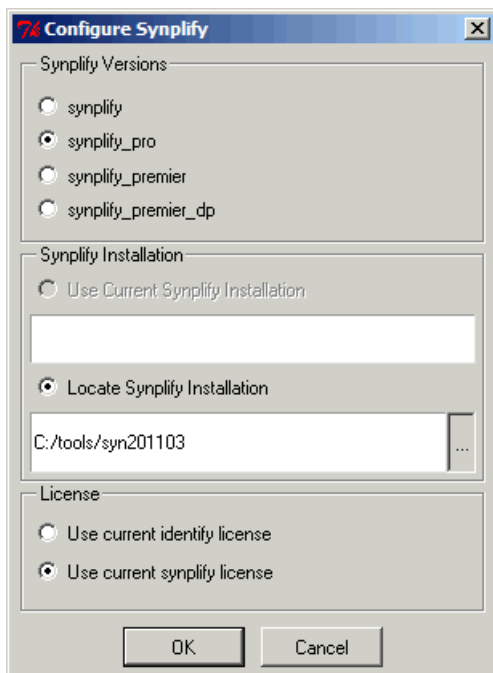 Configure Synplify
Synplify Versions
synplify
synplify_pro
synplify_premier
synplify_premier_dp
Synplify Installation
Use Current Synplify Installation
Locate Synplify Installation
C:/tools/syn201103
...
License
Use current identify license
Use current synplify license
OK
Cancel